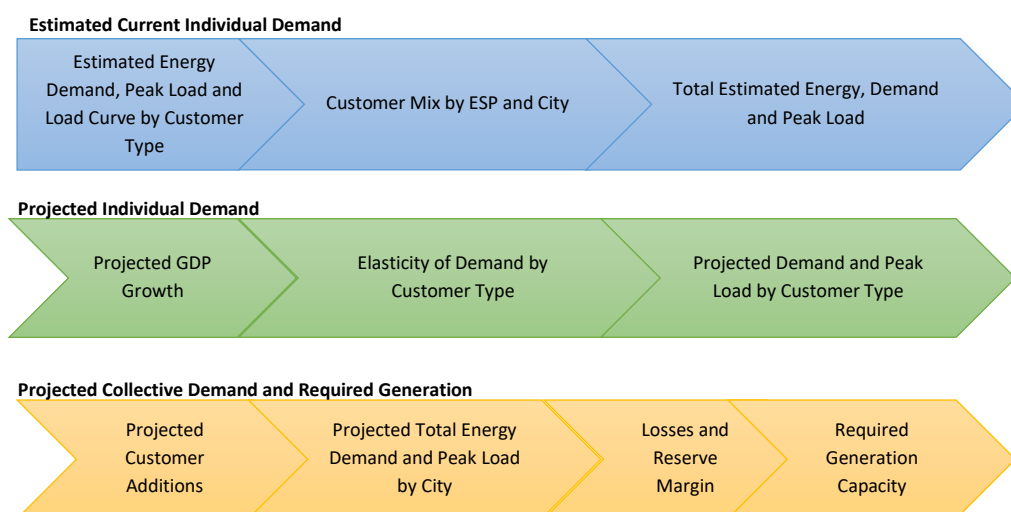 Estimated Current Individual Demand
Estimated Energy
Demand, Peak Load and
Load Curve by Customer
Type
Customer Mix by ESP and City
Total Estimated Energy, Demand
and Peak Load
Projected Individual Demand
Projected GDP
Growth
Elasticity of Demand by
Customer Type
Projected Demand and Peak
Load by Customer Type
Projected Collective Demand and Required Generation
Projected
Customer
Additions
Projected Total Energy
Demand and Peak Load
by City
Losses and
Reserve
Margin
Required
Generation
Capacity